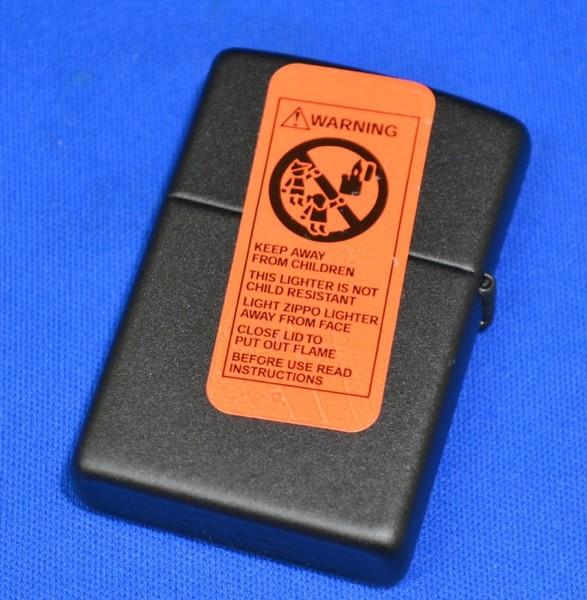 WARNING
KEEP AWAY
FROM CHILDREN
THIS LIGHTER IS NOT
CHILD RESISTANT
LIGHT ZIPPO LIGHTER
AWAY FROM FACE
CLOSE LID TO
PUT OUT FLAME
BEFORE USE READ
INSTRUCTIONS